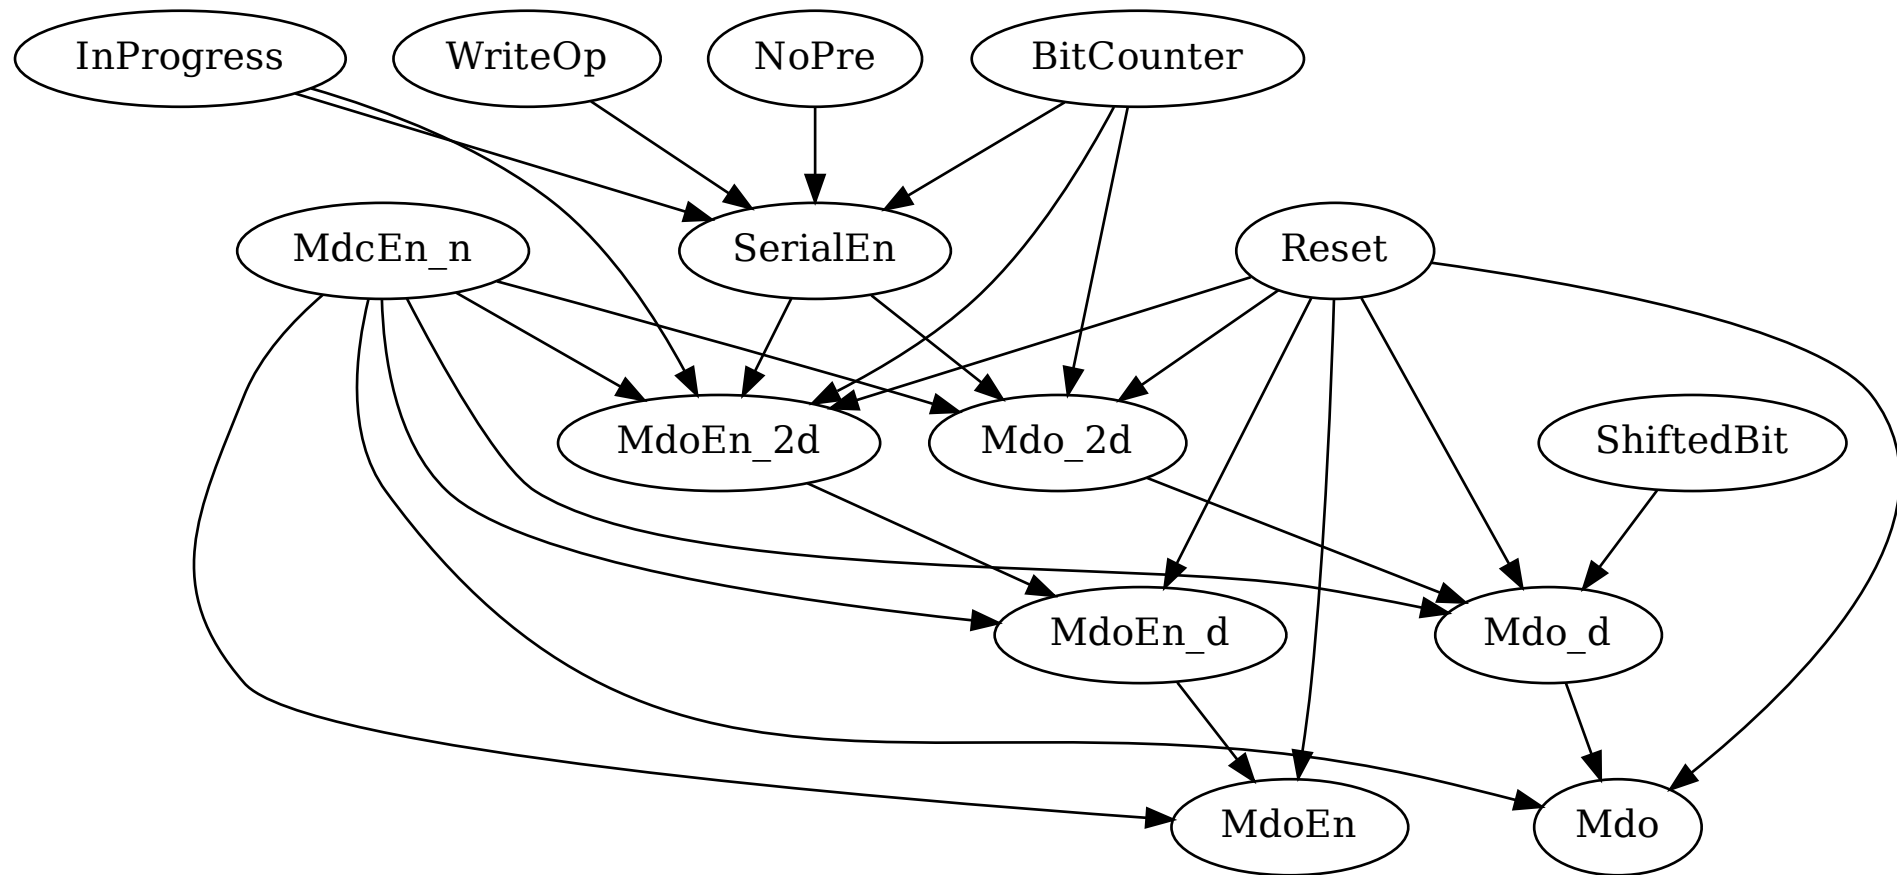 InProgress
WriteOp
NoPre
BitCounter
MdcEn_n
SerialEn
Reset
MdoEn_2d
Mdo_2d
ShiftedBit
MdoEn_d
Mdo_d
MdoEn
Mdo